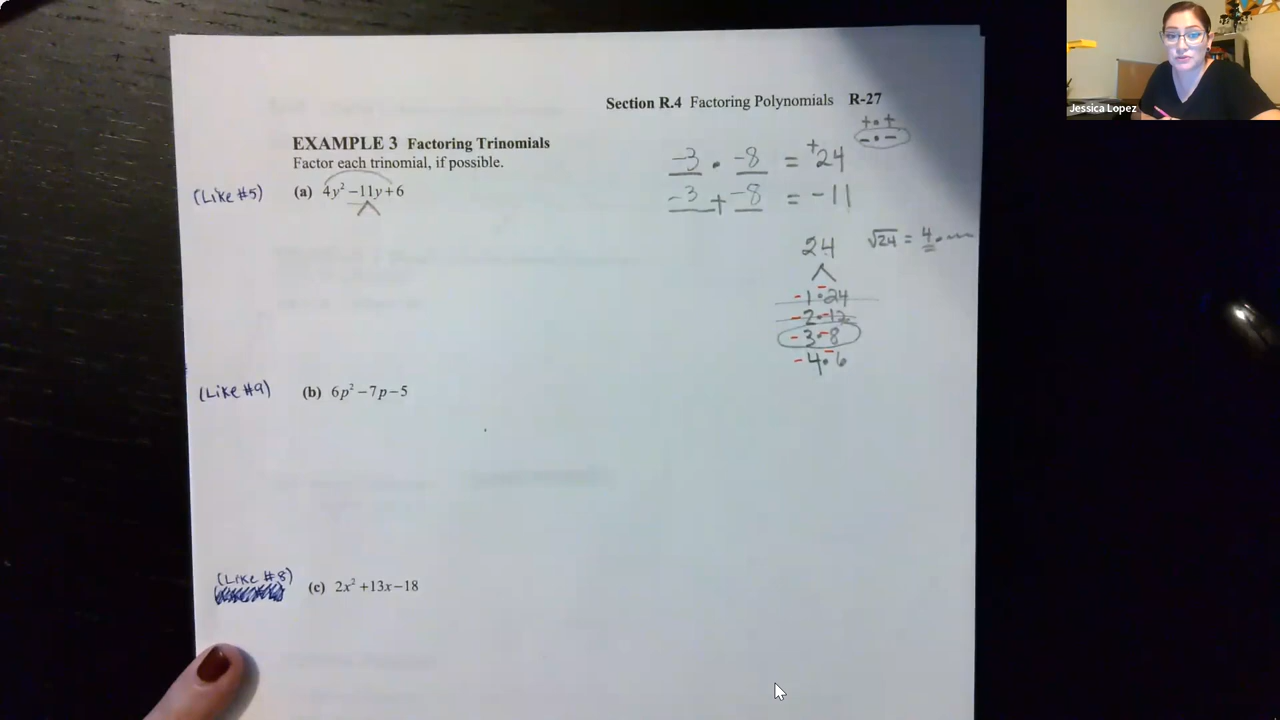 Jessica Lopez
Section R.4 Factoring Polynomials R-27
+ • +
- • -
EXAMPLE 3 Factoring Trinomials
Factor each trinomial, if possible.
(Like #5) (a) 4y² − 11y + 6
-3 • -8 = +24
-3 + -8 = -11
24
√24 = 4.
-1 • -24
-2 • -12
-3 • -8
-4 • -6
(Like #9) (b) 6p² − 7p − 5
(Like #8)
(c) 2x² + 13x − 18